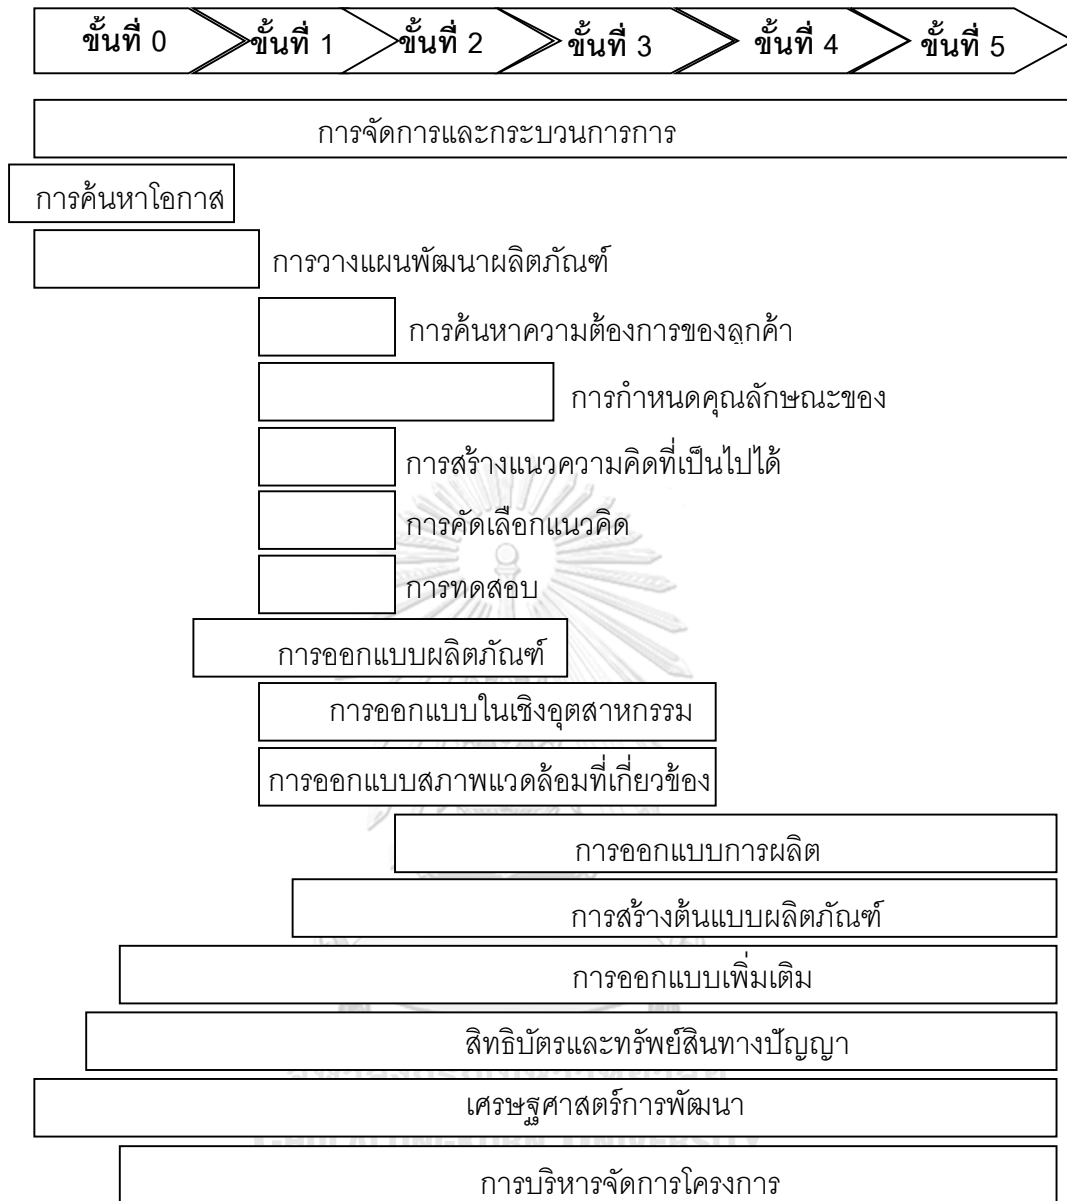 ขั้นที่ 0 ขั้นที่ 1 ขั้นที่ 2 ขั้นที่ 3 ขั้นที่ 4 ขั้นที่ 5
การจัดการและกระบวนการการ
การค้นหาโอกาส
การวางแผนพัฒนาผลิตภัณฑ์
การค้นหาความต้องการของลูกค้า
การกำหนดคุณลักษณะของ
การสร้างแนวความคิดที่เป็นไปได้
การคัดเลือกแนวคิด
การทดสอบ
การออกแบบผลิตภัณฑ์
การออกแบบในเชิงอุตสาหกรรม
การออกแบบสภาพแวดล้อมที่เกี่ยวข้อง
การออกแบบการผลิต
การสร้างต้นแบบผลิตภัณฑ์
การออกแบบเพิ่มเติม
สิทธิบัตรและทรัพย์สินทางปัญญา
เศรษฐศาสตร์การพัฒนา
CHULALONGKORN UNIVERSITY
การบริหารจัดการโครงการ